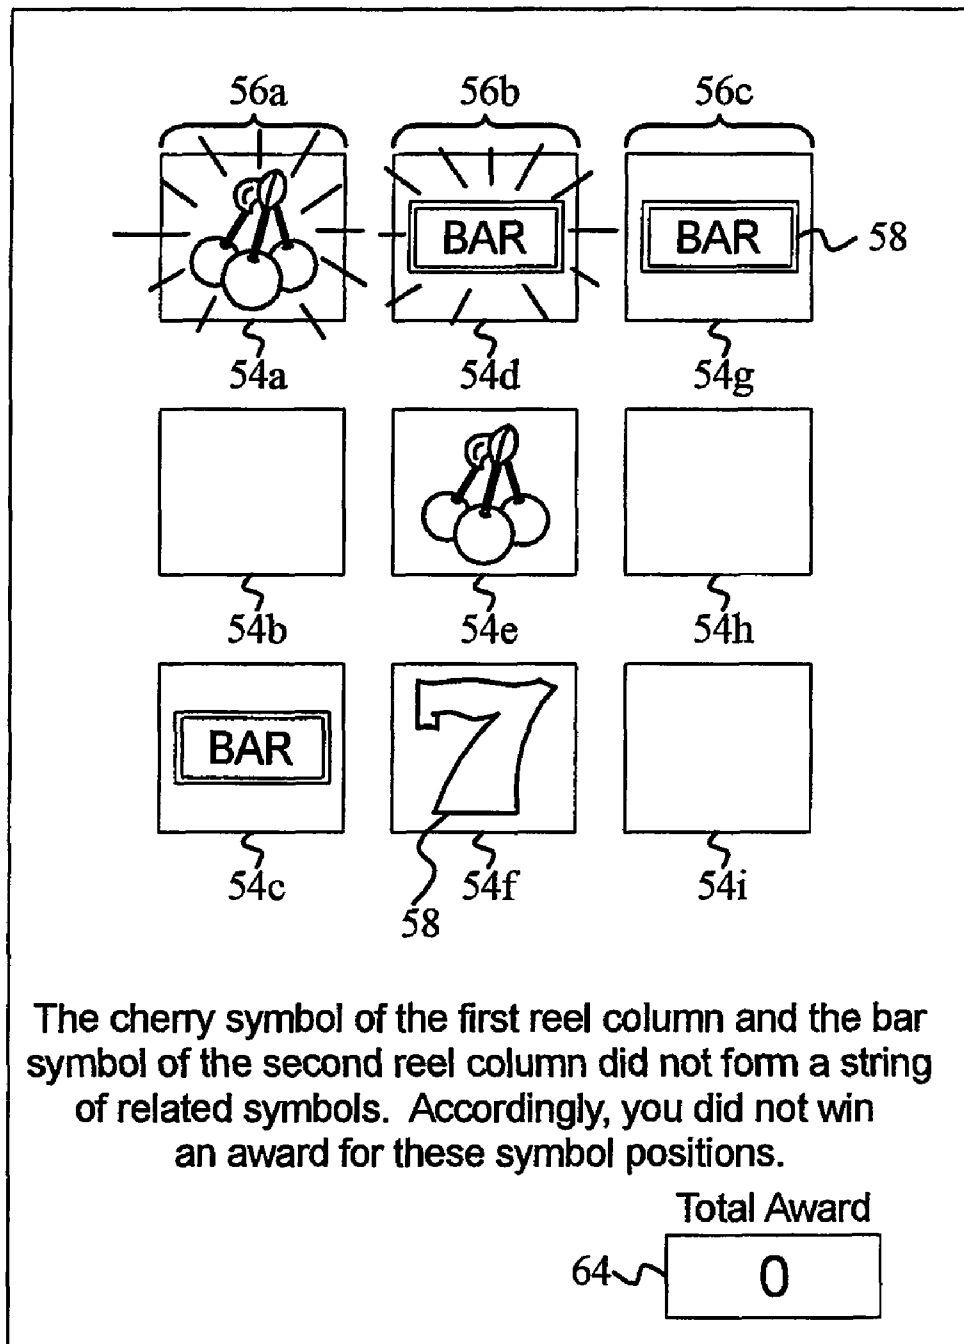 56a 56b 56c
BAR BAR 58
54a 54d 54g
54b 54e 54h
BAR 7
54c 54f 54i
58
The cherry symbol of the first reel column and the bar
symbol of the second reel column did not form a string
of related symbols. Accordingly, you did not win
an award for these symbol positions.
Total Award
64 0